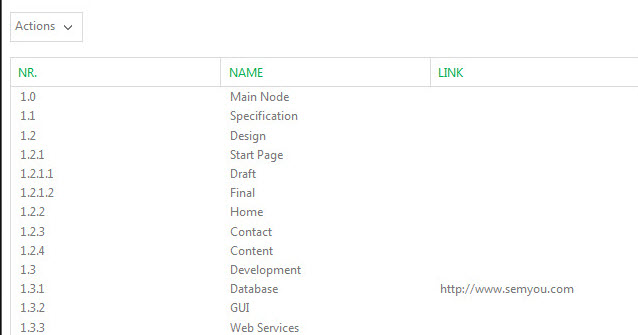 Actions
NR. NAME LINK
1.0 Main Node
1.1 Specification
1.2 Design
1.2.1 Start Page
1.2.1.1 Draft
1.2.1.2 Final
1.2.2 Home
1.2.3 Contact
1.2.4 Content
1.3 Development
1.3.1 Database http://www.semyou.com
1.3.2 GUI
1.3.3 Web Services